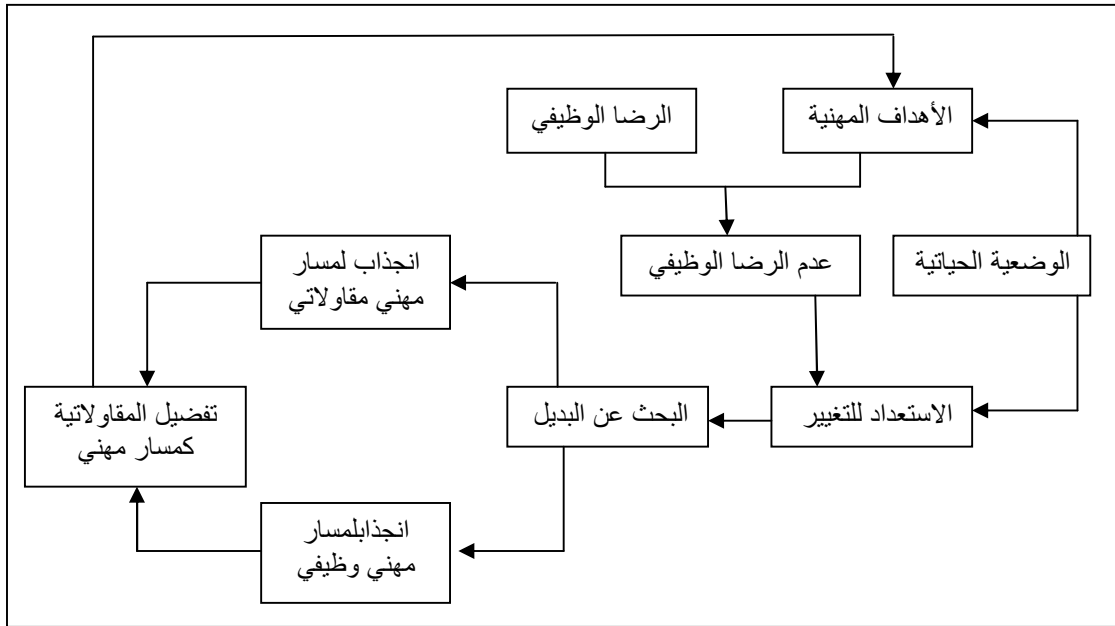 الأهداف المهنية
الرضا الوظيفي
الوضعية الحياتية
عدم الرضا الوظيفي
انجذاب لمسار
مهني مقاولاتي
الاستعداد للتغيير
البحث عن البديل
تفضيل المقاولاتية
كمسار مهني
انجذابلمسار
مهني وظيفي